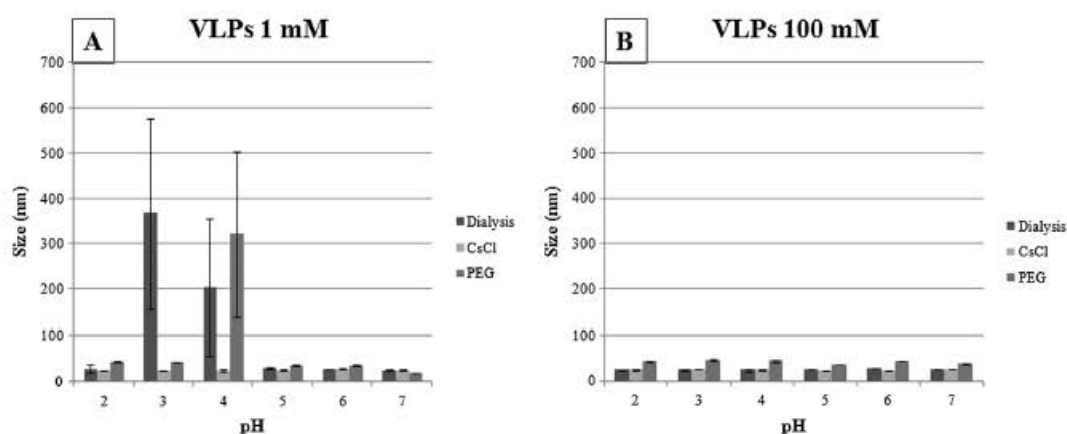 A
VLPs 1 mM
700
600
500
400
300
200
100
0
Size (nm)
2 3 4 5 6 7
pH
Dialysis
CsCl
PEG
B
VLPs 100 mM
700
600
500
400
300
200
100
0
Size (nm)
2 3 4 5 6 7
pH
Dialysis
CsCl
PEG